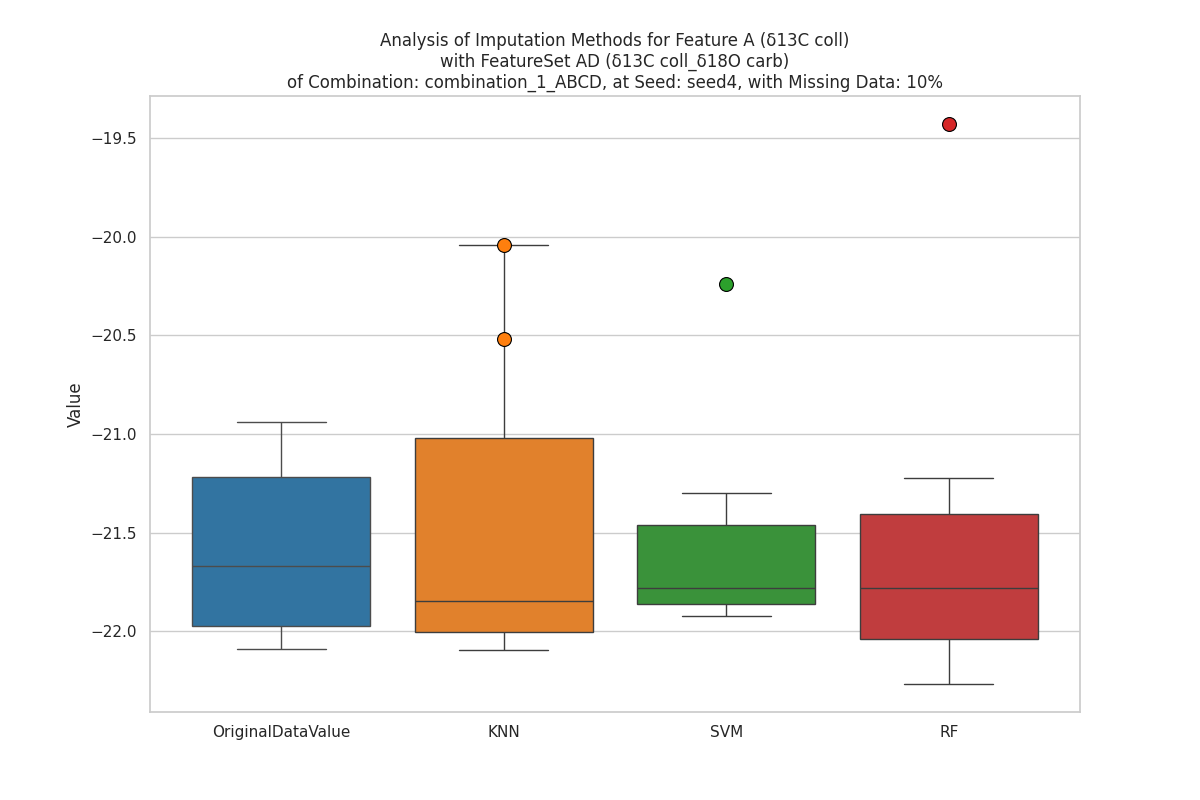 Analysis of Imputation Methods for Feature A (δ13C coll)
with FeatureSet AD (δ13C coll_δ18O carb)
of Combination: combination_1_ABCD, at Seed: seed4, with Missing Data: 10%
−19.5
−20.0
−20.5
−21.0
−21.5
−22.0
Value
OriginalDataValue
KNN
SVM
RF